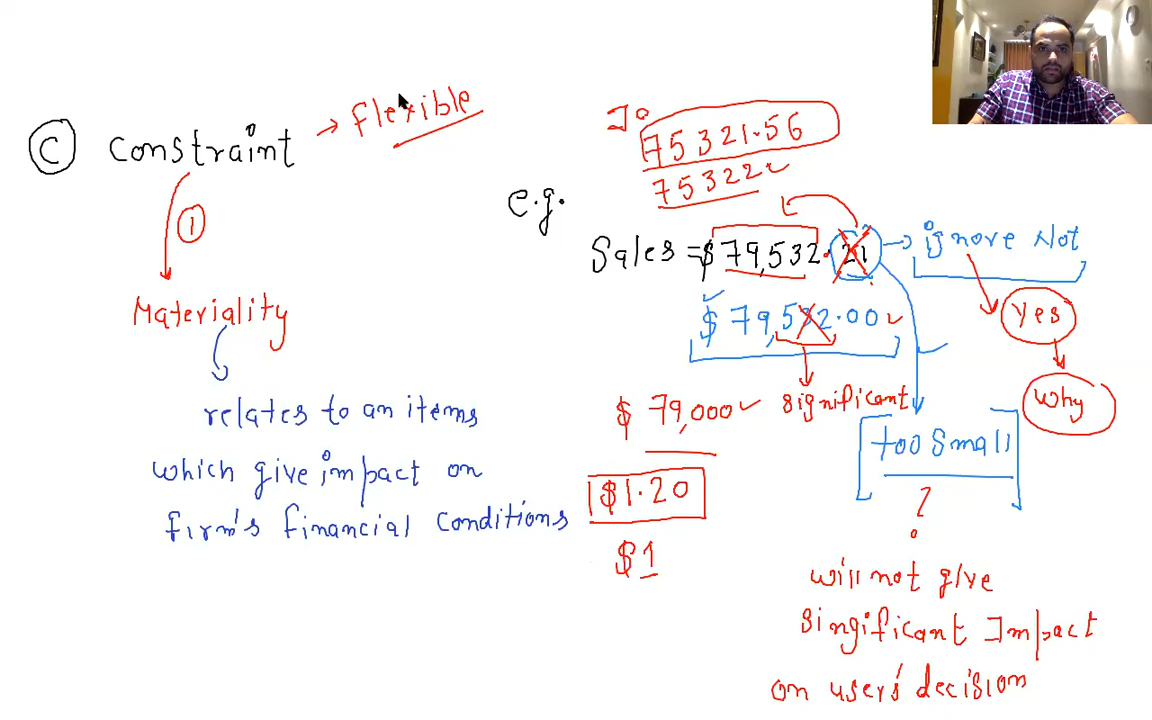 C Constraint → Flexible
1
Materiality
relates to an items
which give impact on
firm's financial conditions
e.g.
75321.56
75322
Sales = $79,532.21 → ignore Not
$79,532.00
Yes
Why
significant
$79,000
too small
$1.20
?
$1
will not give
singificant Impact
on users' decision